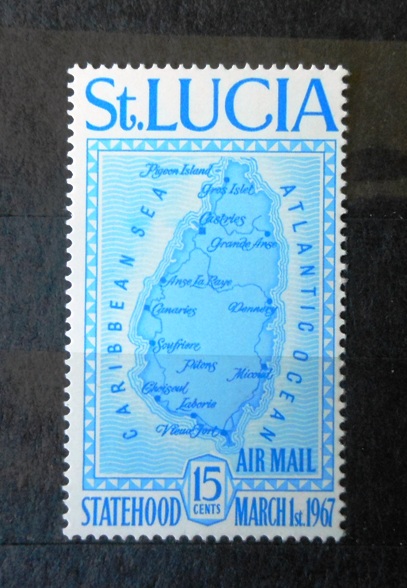 St. LUCIA
Pigeon Island
Gros Islet
Castries
Grande Anse
CARIBBEAN SEA
ATLANTIC OCEAN
Anse La Raye
Canaries
Dennery
Soufriere
Pitons
Micoud
Choiseul
Laborie
Vieux Fort
AIR MAIL
15
CENTS
STATEHOOD MARCH 1st. 1967